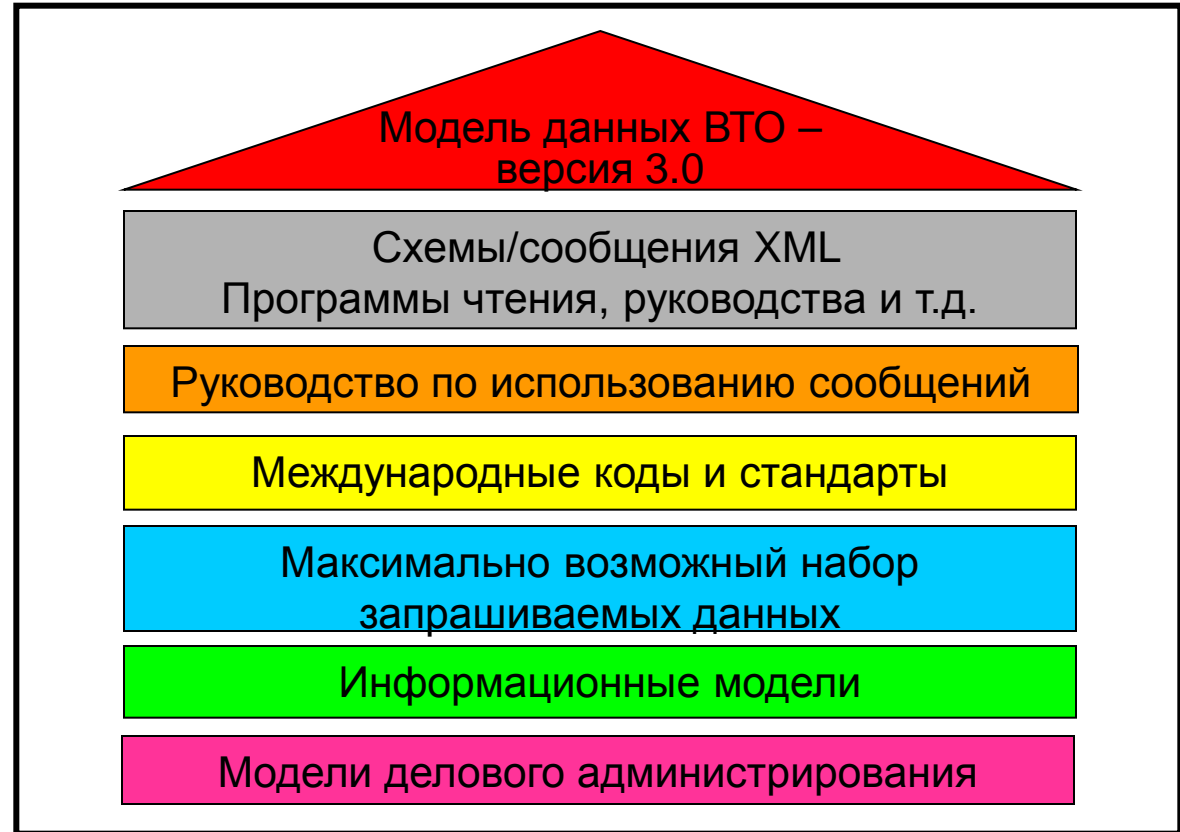 Модель данных ВТО –
версия 3.0
Схемы/сообщения XML
Программы чтения, руководства и т.д.
Руководство по использованию сообщений
Международные коды и стандарты
Максимально возможный набор
запрашиваемых данных
Информационные модели
Модели делового администрирования